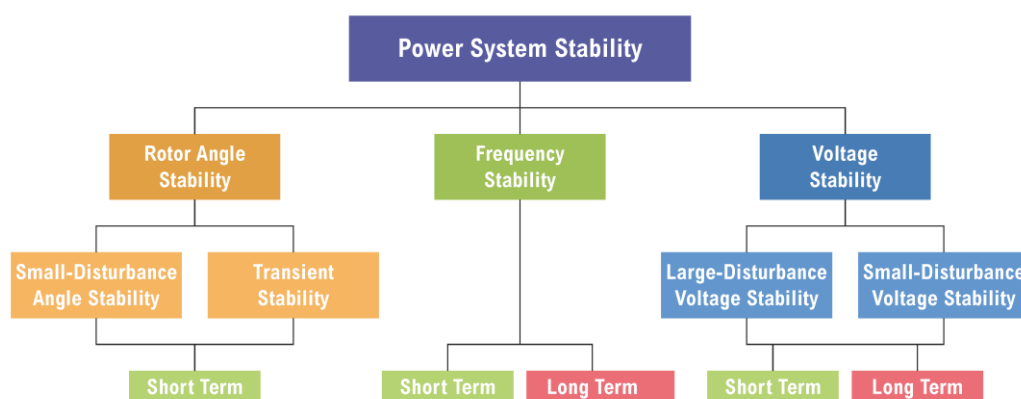 Power System Stability
Rotor Angle
Stability
Frequency
Stability
Voltage
Stability
Small-Disturbance
Angle Stability
Transient
Stability
Large-Disturbance
Voltage Stability
Small-Disturbance
Voltage Stability
Short Term
Short Term
Long Term
Short Term
Long Term